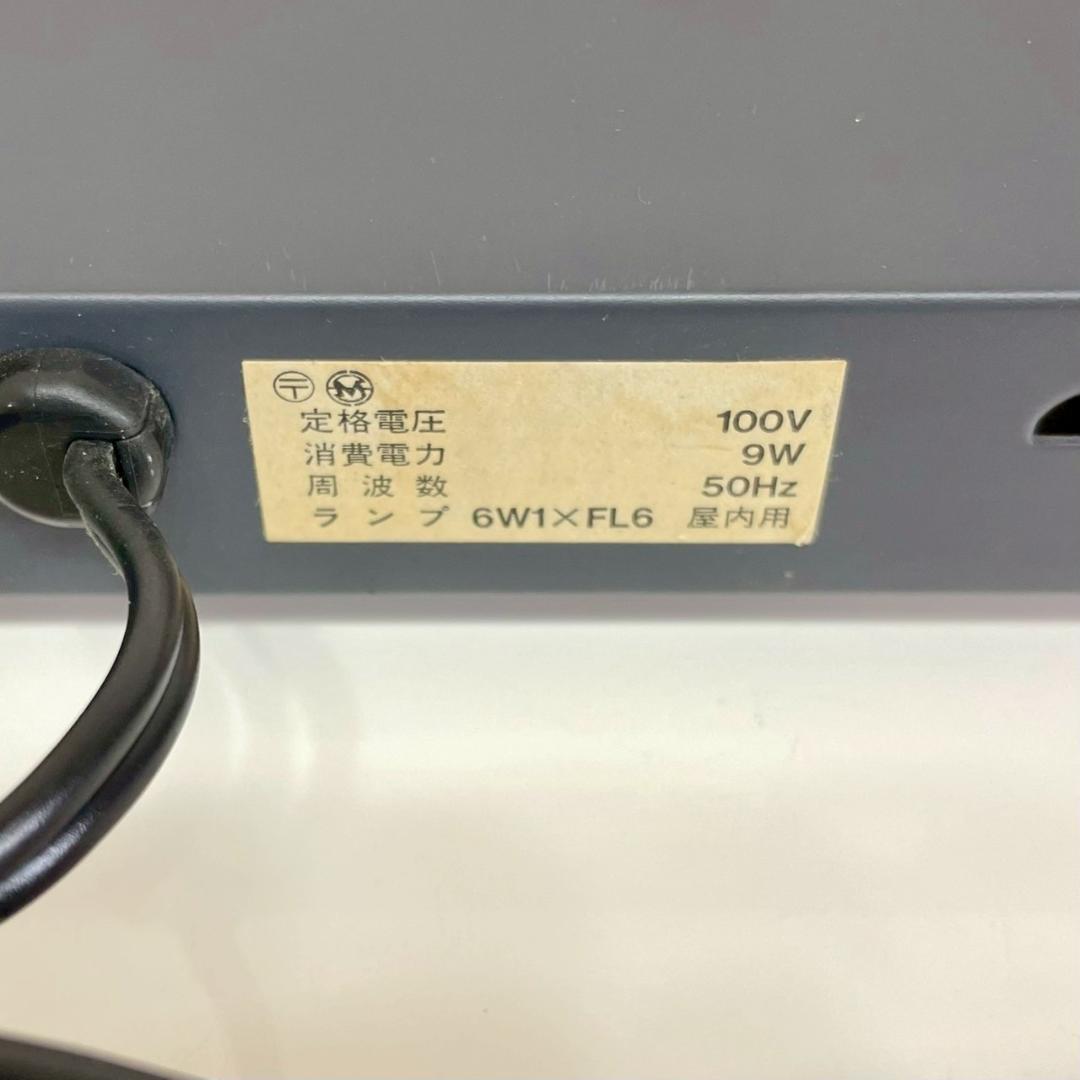 〒 M
定格電圧 100V
消費電力 9W
周波数 50Hz
ランプ 6W1×FL6 屋内用